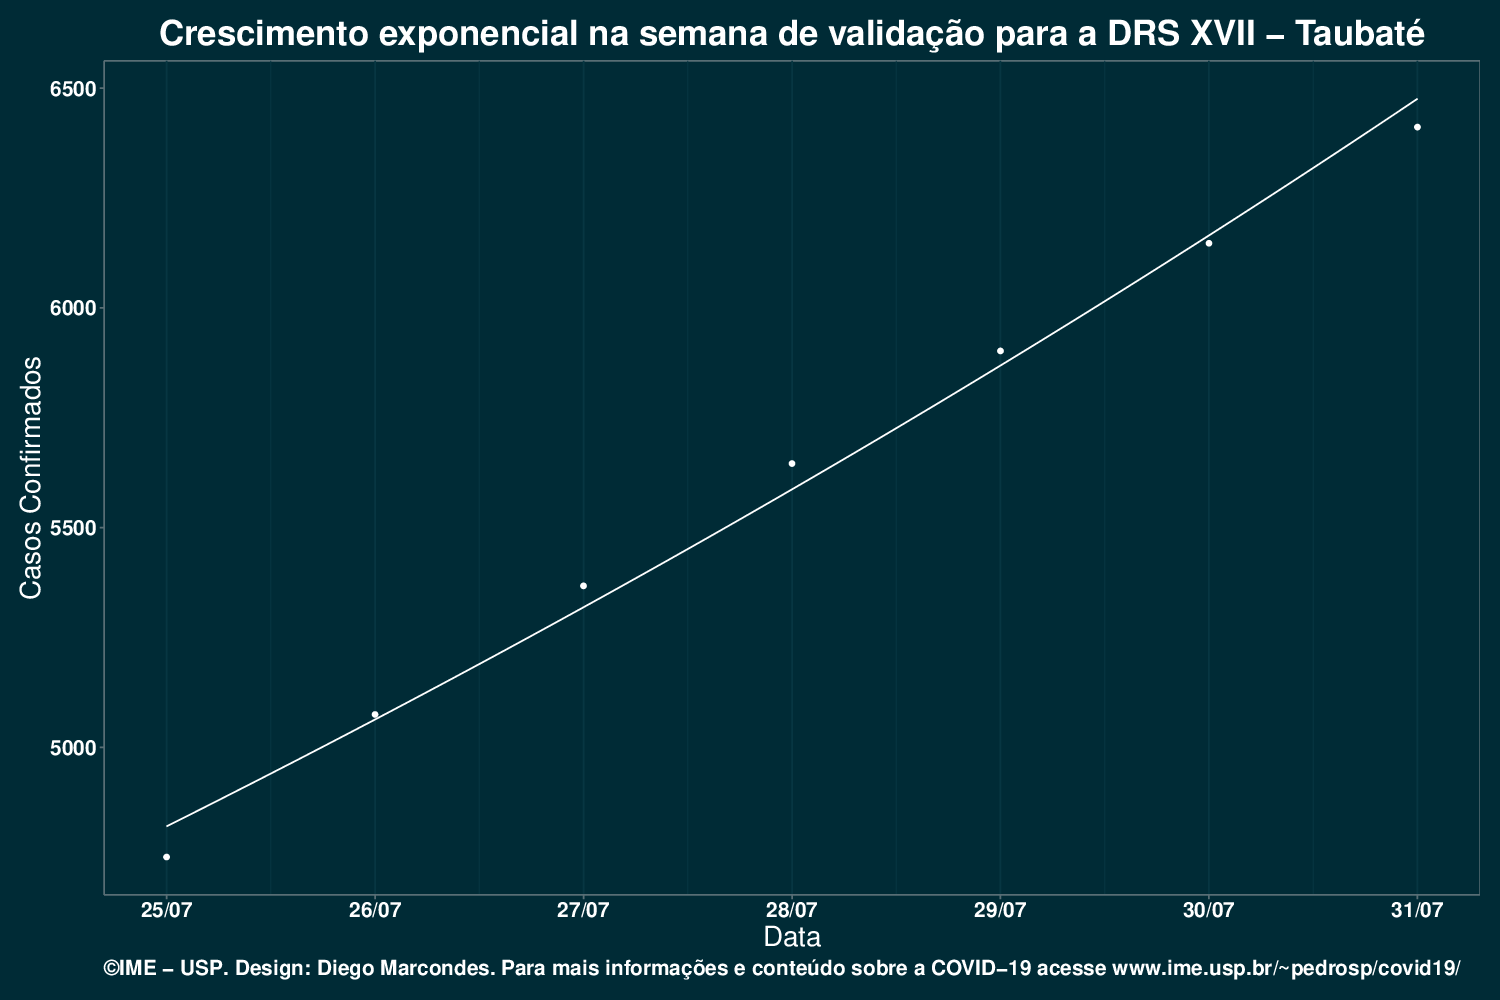 Crescimento exponencial na semana de validação para a DRS XVII – Taubaté
6500
6000
5500
5000
Casos Confirmados
25/07 26/07 27/07 28/07 29/07 30/07 31/07
Data
©IME – USP. Design: Diego Marcondes. Para mais informações e conteúdo sobre a COVID–19 acesse www.ime.usp.br/~pedrosp/covid19/